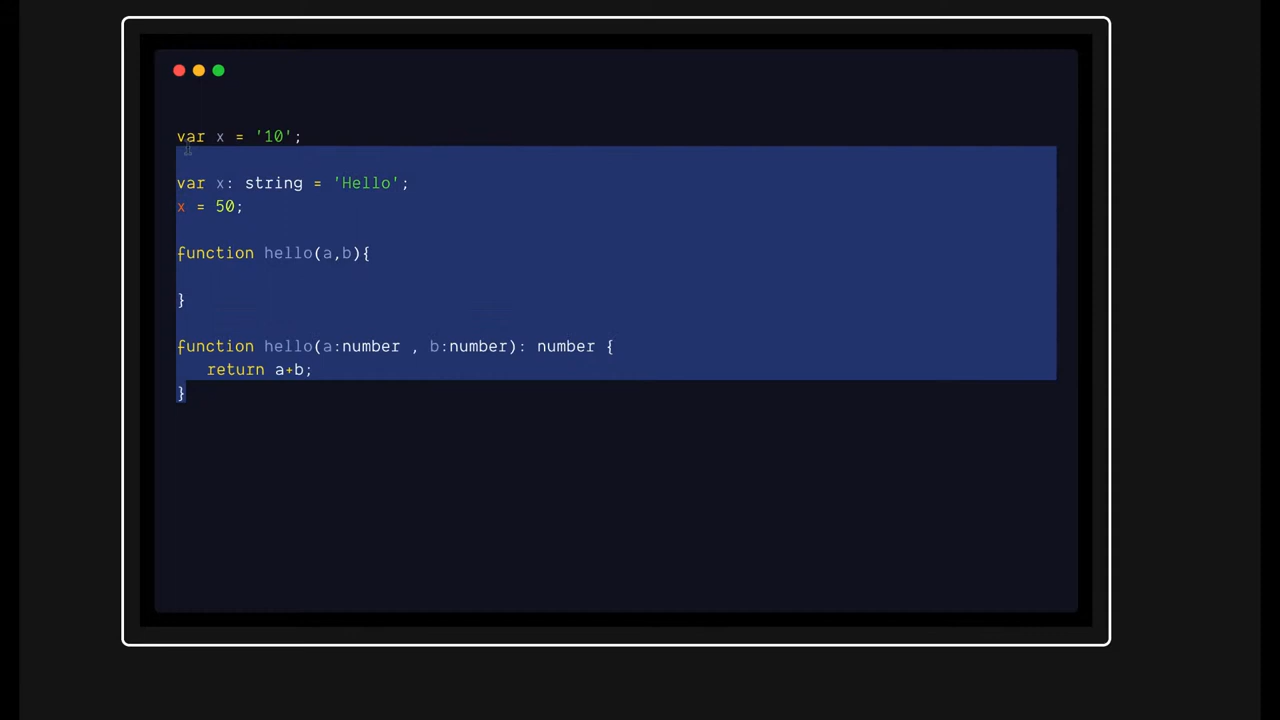 var x = '10';
var x: string = 'Hello';
x = 50;
function hello(a,b){
}
function hello(a:number , b:number): number {
return a+b;
}